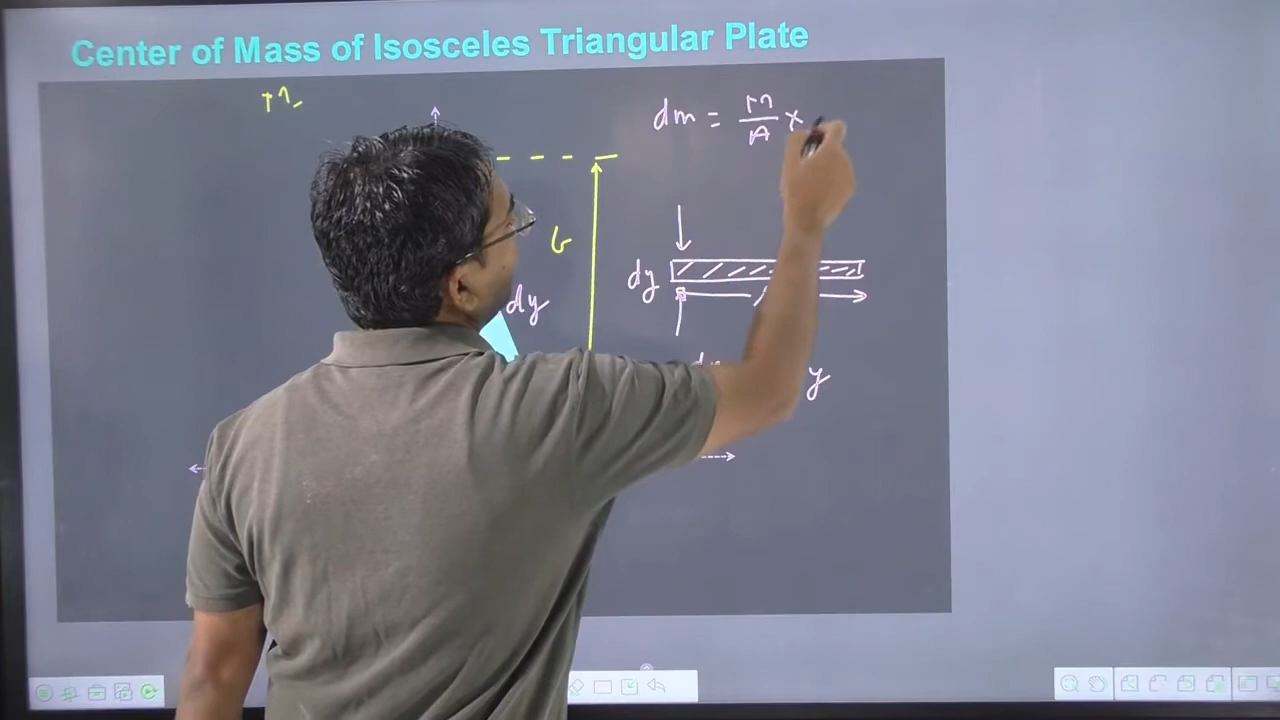 Center of Mass of Isosceles Triangular Plate
m
dm = m/A ×
dy
dy
y